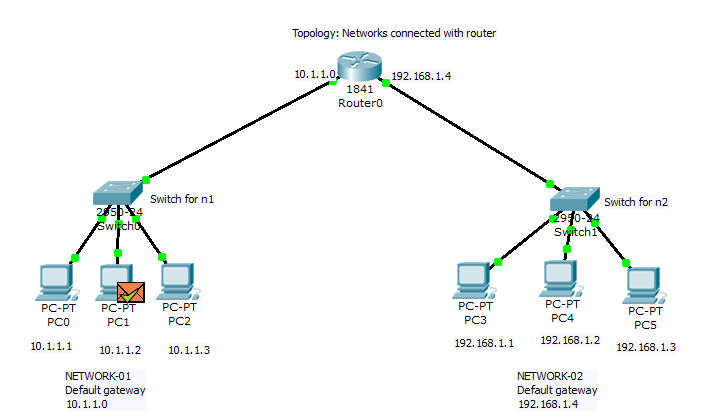 Topology: Networks connected with router
10.1.1.0
192.168.1.4
1841
Router0
Switch for n1
2950-24
Switch0
Switch for n2
2950-24
Switch1
PC-PT
PC0
PC-PT
PC1
PC-PT
PC2
PC-PT
PC3
PC-PT
PC4
PC-PT
PC5
10.1.1.1
10.1.1.2
10.1.1.3
192.168.1.1
192.168.1.2
192.168.1.3
NETWORK-01
Default gateway
10.1.1.0
NETWORK-02
Default gateway
192.168.1.4